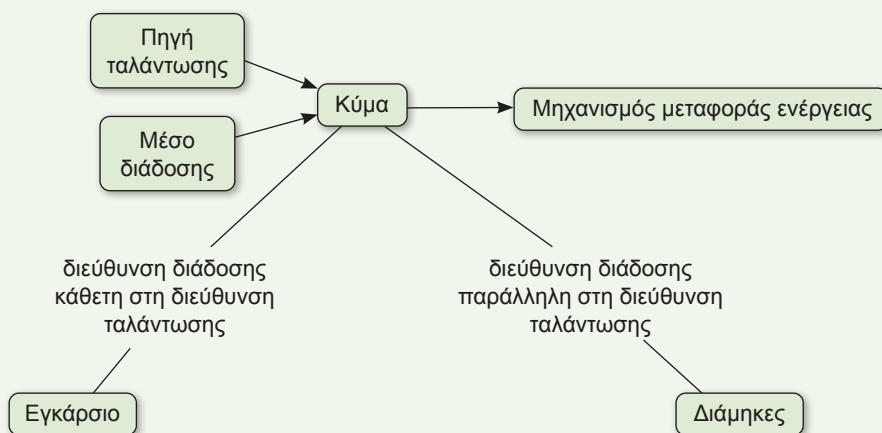 Πηγή
ταλάντωσης
Κύμα
Μηχανισμός μεταφοράς ενέργειας
Μέσο
διάδοσης
διεύθυνση διάδοσης
κάθετη στη διεύθυνση
ταλάντωσης
διεύθυνση διάδοσης
παράλληλη στη διεύθυνση
ταλάντωσης
Εγκάρσιο
Διάμηκες